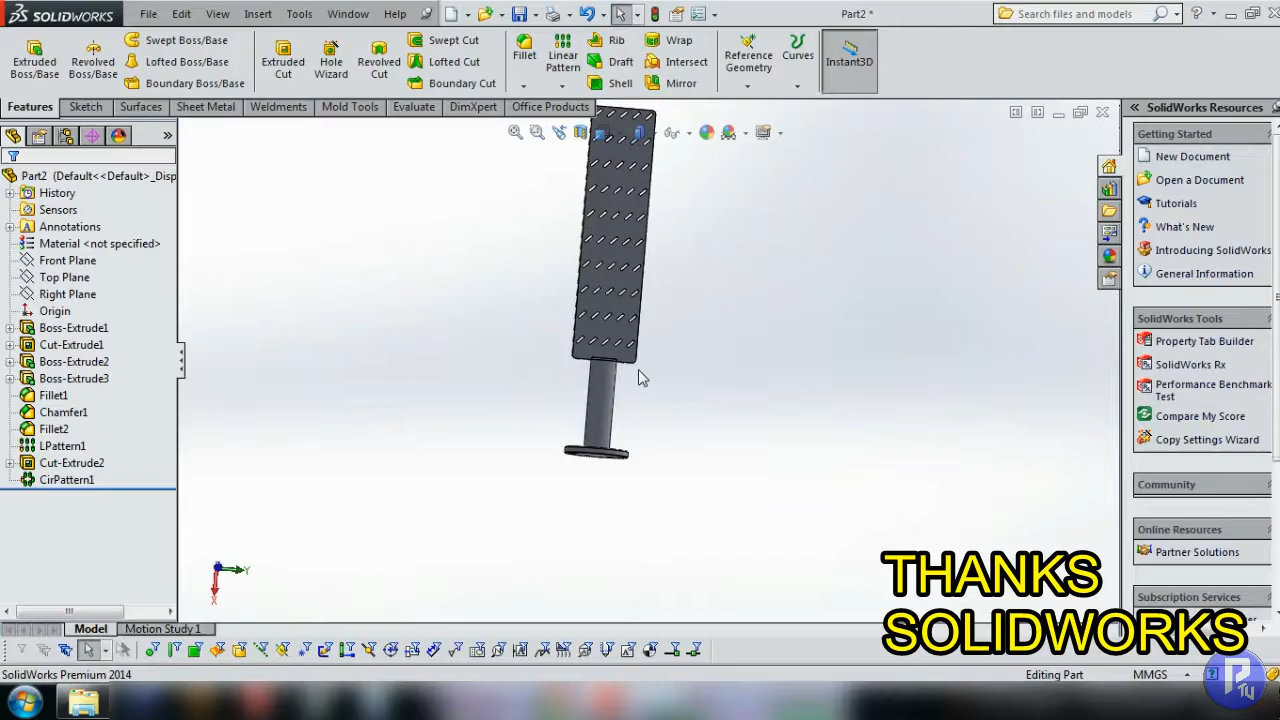 SOLIDWORKS
File Edit View Insert Tools Window Help
Part2 *
Search files and models
Extruded Boss/Base
Revolved Boss/Base
Swept Boss/Base
Lofted Boss/Base
Boundary Boss/Base
Extruded Cut
Hole Wizard
Revolved Cut
Swept Cut
Lofted Cut
Boundary Cut
Fillet
Linear Pattern
Rib
Draft
Shell
Wrap
Intersect
Mirror
Reference Geometry
Curves
Instant3D
Features Sketch Surfaces Sheet Metal Weldments Mold Tools Evaluate DimXpert Office Products
Part2 (Default<<Default>_Disp
History
Sensors
Annotations
Material <not specified>
Front Plane
Top Plane
Right Plane
Origin
Boss-Extrude1
Cut-Extrude1
Boss-Extrude2
Boss-Extrude3
Fillet1
Chamfer1
Fillet2
LPattern1
Cut-Extrude2
CirPattern1
Y
X
SolidWorks Resources
Getting Started
New Document
Open a Document
Tutorials
What's New
Introducing SolidWorks
General Information
SolidWorks Tools
Property Tab Builder
SolidWorks Rx
Performance Benchmark
Test
Compare My Score
Copy Settings Wizard
Community
Online Resources
Partner Solutions
Subscription Services
THANKS
SOLIDWORKS
Model Motion Study 1
SolidWorks Premium 2014
Editing Part
MMGS